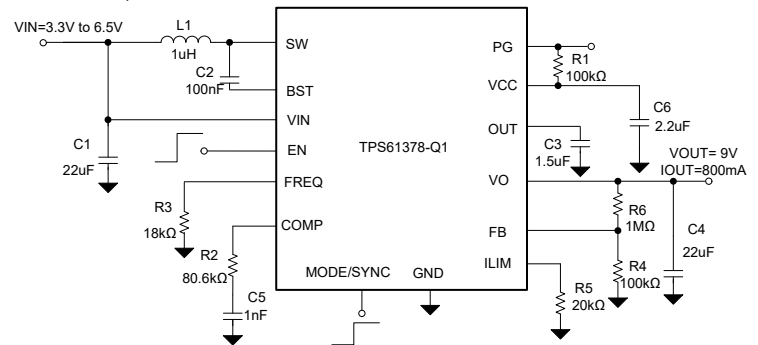 VIN=3.3V to 6.5V
L1
1uH
SW
C2
100nF
BST
VIN
C1
22uF
EN
FREQ
R3
18kΩ
COMP
R2
80.6kΩ
C5
1nF
MODE/SYNC
GND
TPS61378-Q1
PG
R1
100kΩ
VCC
C6
2.2uF
OUT
C3
1.5uF
VOUT= 9V
IOUT=800mA
VO
R6
1MΩ
FB
C4
22uF
R4
100kΩ
ILIM
R5
20kΩ